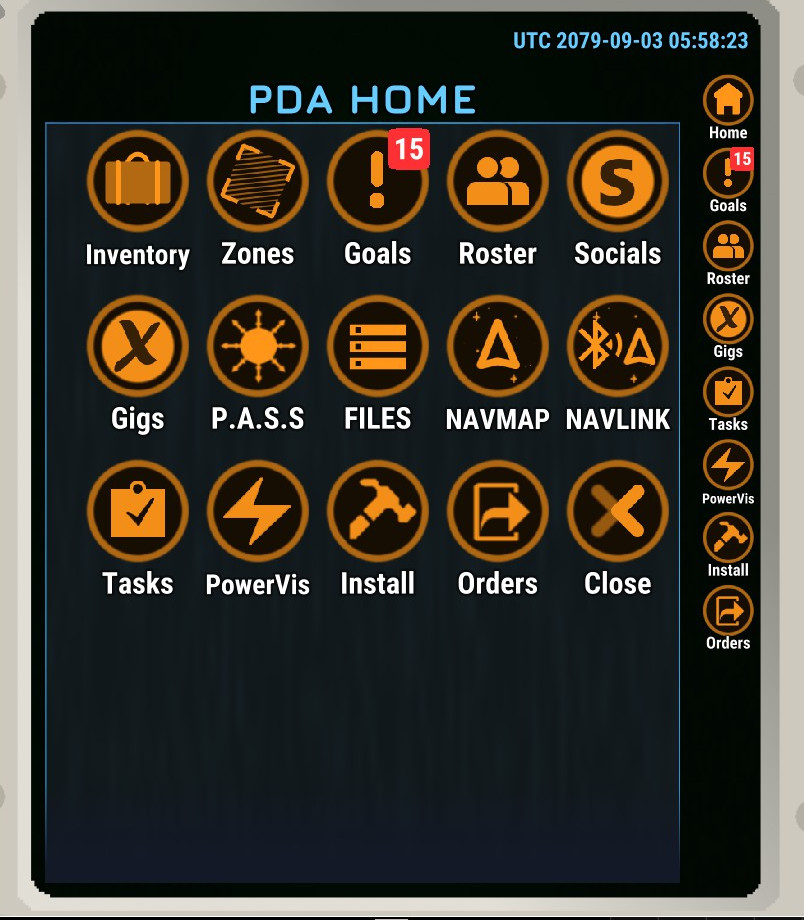 UTC 2079-09-03 05:58:23
PDA HOME
15
Inventory Zones Goals Roster Socials
S
Gigs P.A.S.S FILES NAVMAP NAVLINK
X
Tasks PowerVis Install Orders Close
Home
15
Goals
Roster
X
Gigs
Tasks
PowerVis
Install
Orders